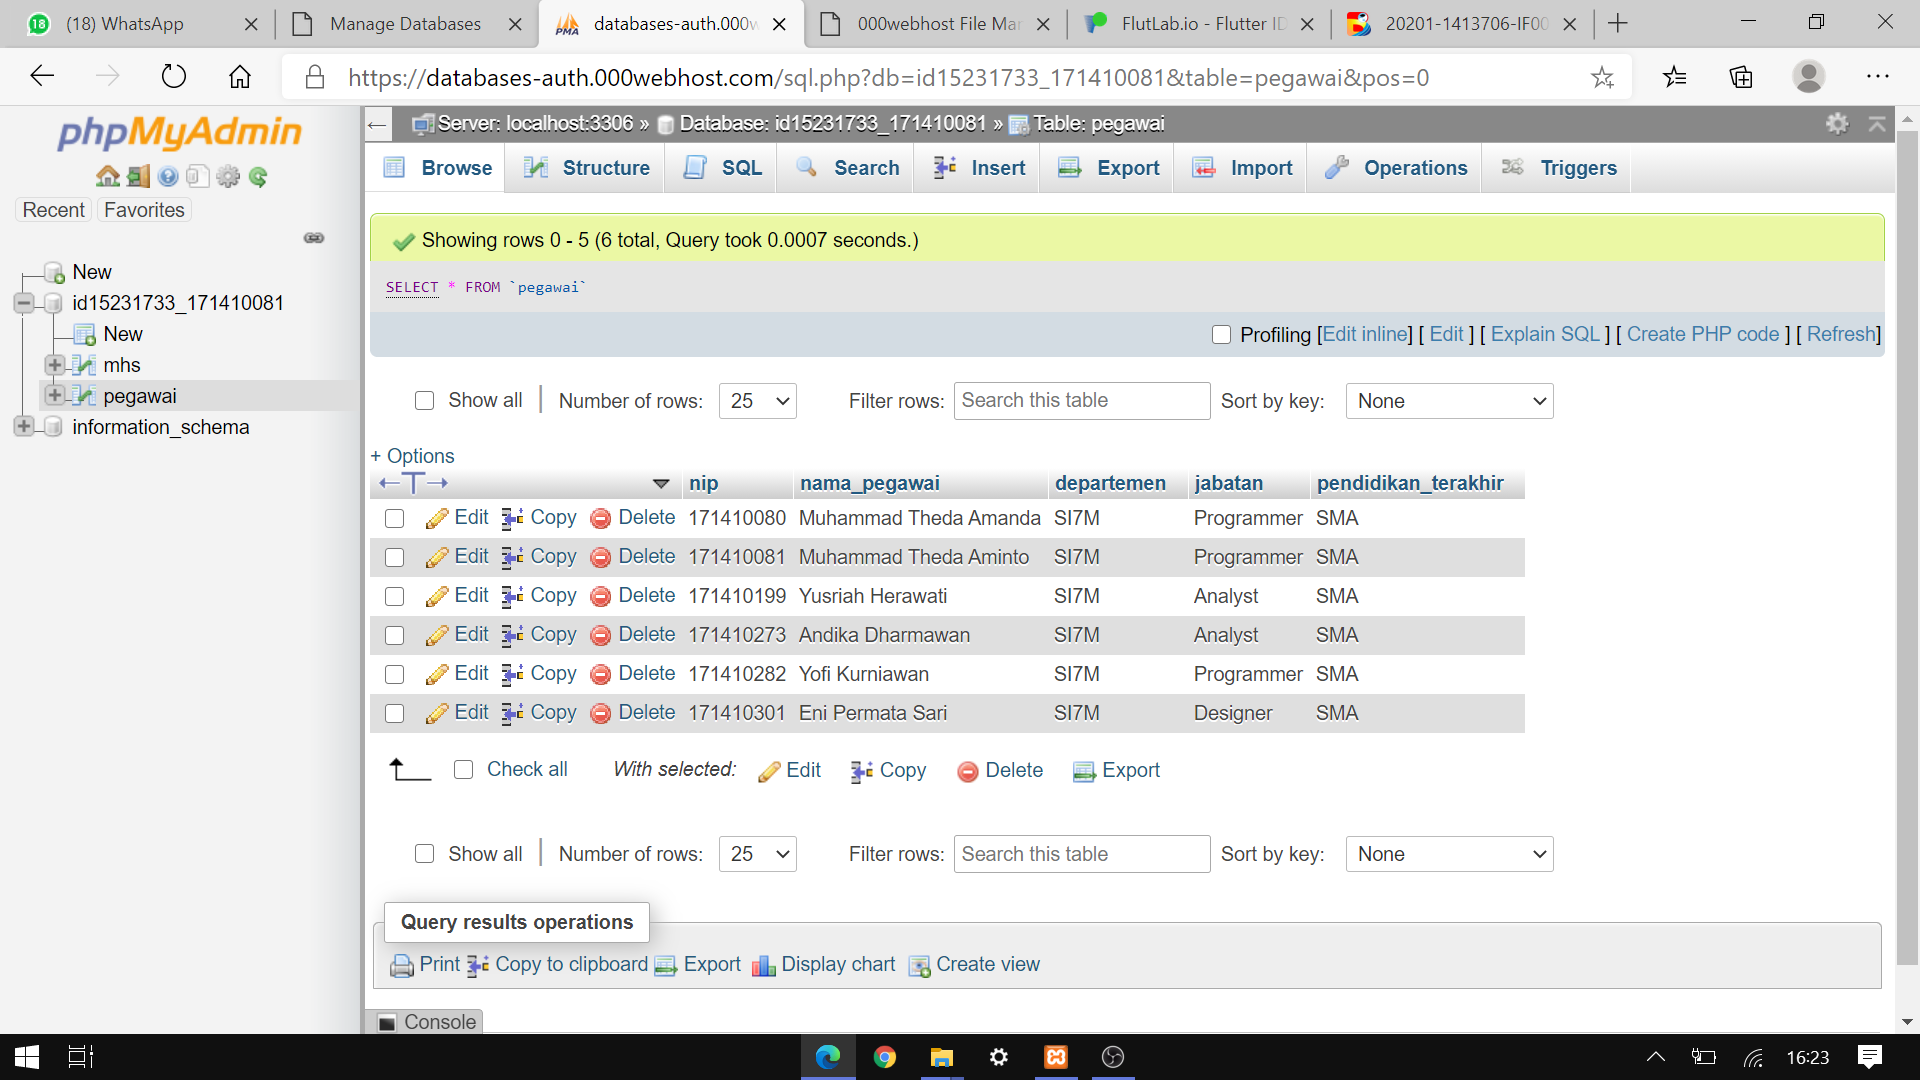 (18) WhatsApp
Manage Databases
databases-auth.000w
000webhost File Mar
FlutLab.io - Flutter ID
20201-1413706-IF00
https://databases-auth.000webhost.com/sql.php?db=id15231733_171410081&table=pegawai&pos=0
phpMyAdmin
Recent Favorites
New
id15231733_171410081
New
mhs
pegawai
information_schema
Server: localhost:3306 » Database: id15231733_171410081 » Table: pegawai
Browse Structure SQL Search Insert Export Import Operations Triggers
Showing rows 0 - 5 (6 total, Query took 0.0007 seconds.)
SELECT * FROM `pegawai`
Profiling [Edit inline] [ Edit ] [ Explain SQL ] [ Create PHP code ] [ Refresh]
Show all Number of rows: 25 Filter rows: Search this table Sort by key: None
+ Options
nip nama_pegawai departemen jabatan pendidikan_terakhir
Edit Copy Delete 171410080 Muhammad Theda Amanda SI7M Programmer SMA
Edit Copy Delete 171410081 Muhammad Theda Aminto SI7M Programmer SMA
Edit Copy Delete 171410199 Yusriah Herawati SI7M Analyst SMA
Edit Copy Delete 171410273 Andika Dharmawan SI7M Analyst SMA
Edit Copy Delete 171410282 Yofi Kurniawan SI7M Programmer SMA
Edit Copy Delete 171410301 Eni Permata Sari SI7M Designer SMA
Check all With selected: Edit Copy Delete Export
Show all Number of rows: 25 Filter rows: Search this table Sort by key: None
Query results operations
Print Copy to clipboard Export Display chart Create view
Console
16:23